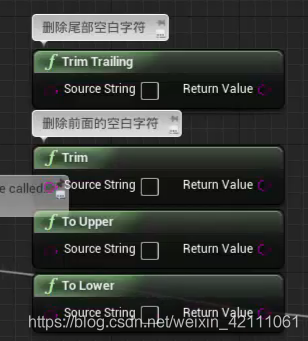 删除尾部空白字符
f Trim Trailing
Source String Return Value
删除前面的空白字符
f Trim
e called. Source String Return Value
f To Upper
Source String Return Value
f To Lower
Source String Return Value
https://blog.csdn.net/weixin_42111061